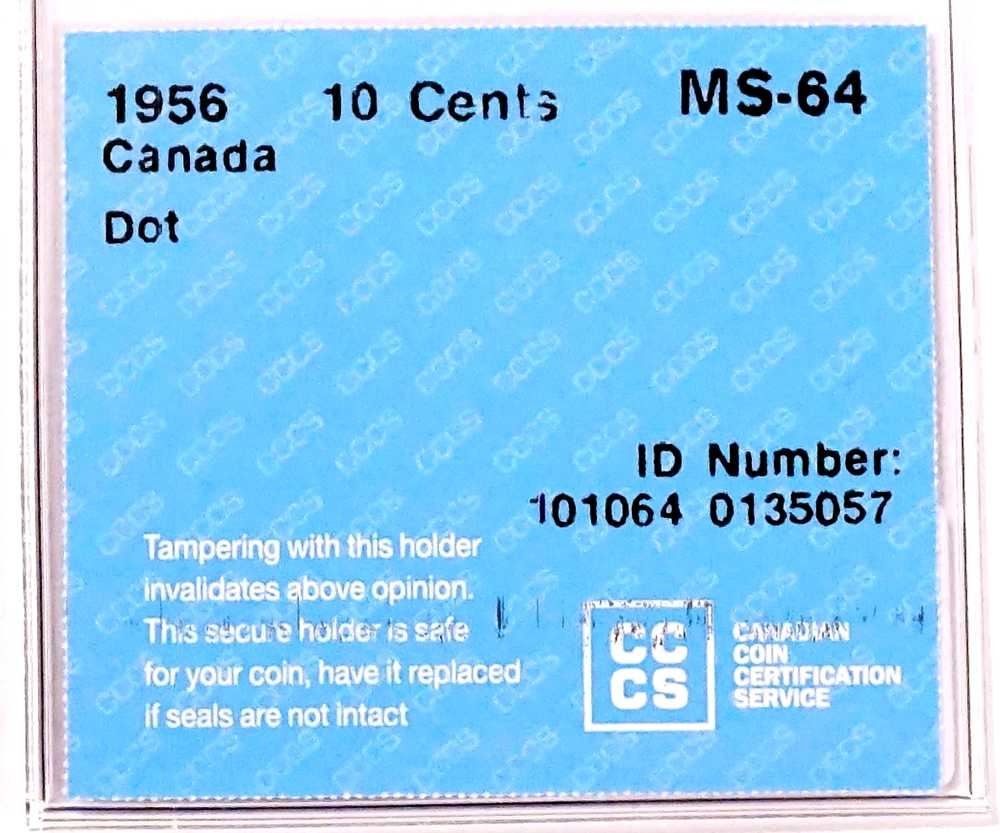 1956 10 Cents MS-64
Canada
Dot
ID Number:
101064 0135057
Tampering with this holder
invalidates above opinion.
This secure holder is safe
for your coin, have it replaced
if seals are not intact
CC
CS
CANADIAN
COIN
CERTIFICATION
SERVICE